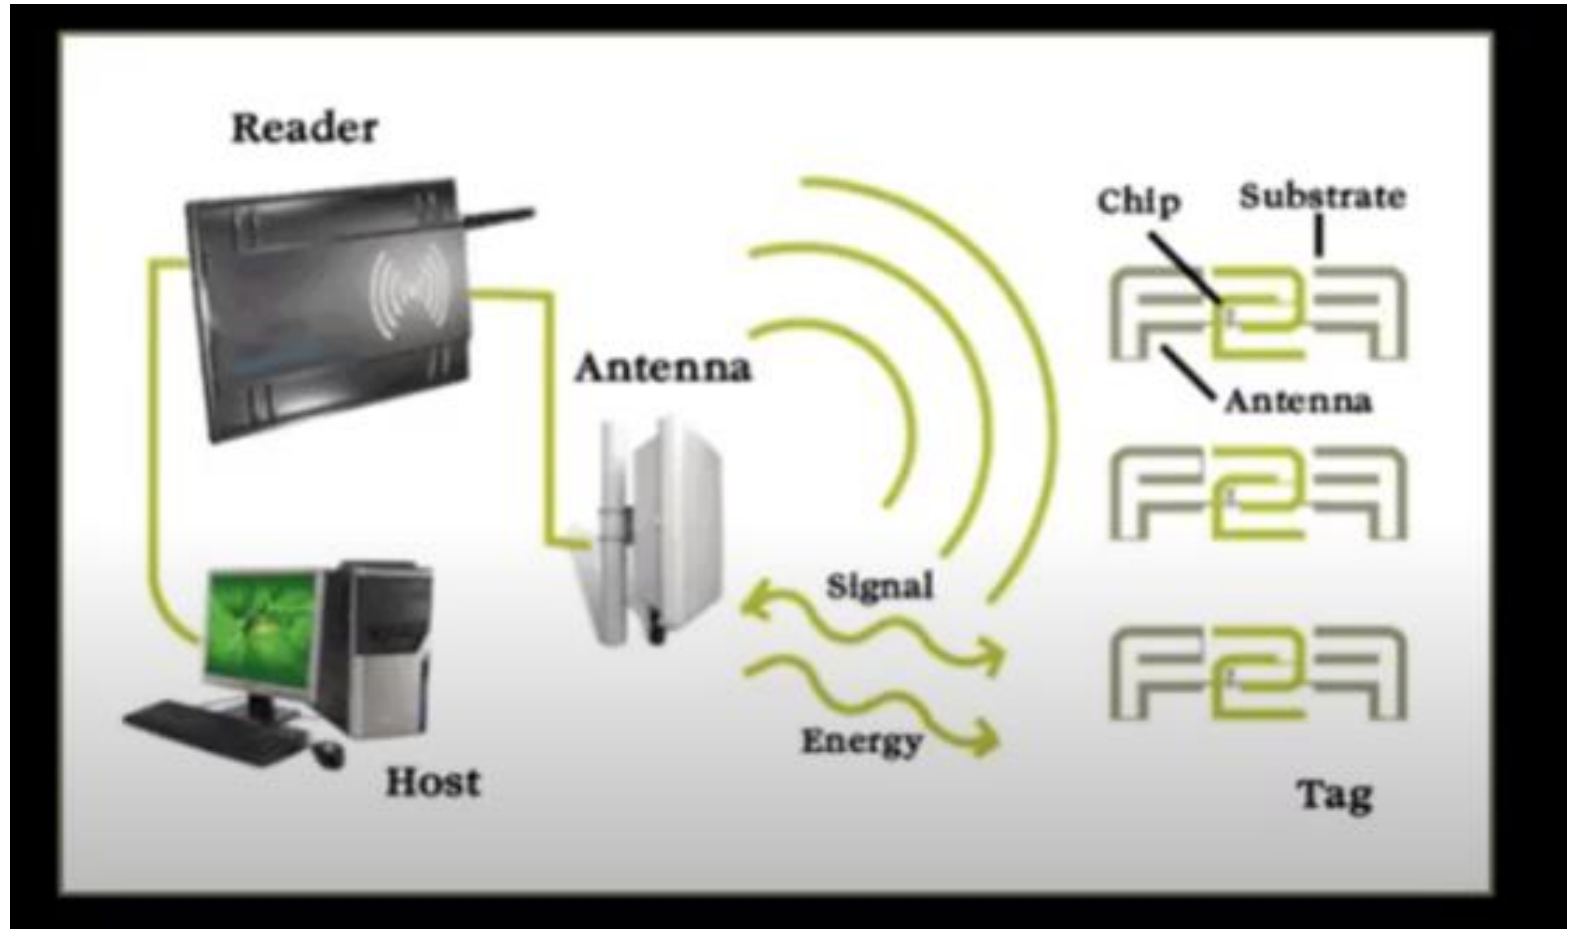 Reader
Chip
Substrate
Antenna
Antenna
Signal
Energy
Host
Tag